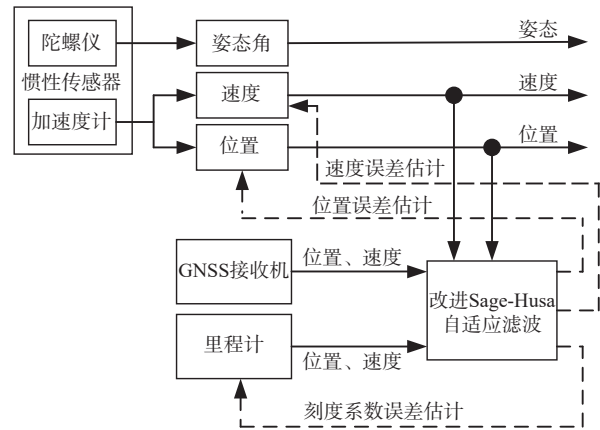 陀螺仪
姿态角
姿态
惯性传感器
速度
速度
加速度计
位置
位置
速度误差估计
位置误差估计
GNSS接收机
位置、速度
改进Sage-Husa
自适应滤波
里程计
位置、速度
刻度系数误差估计